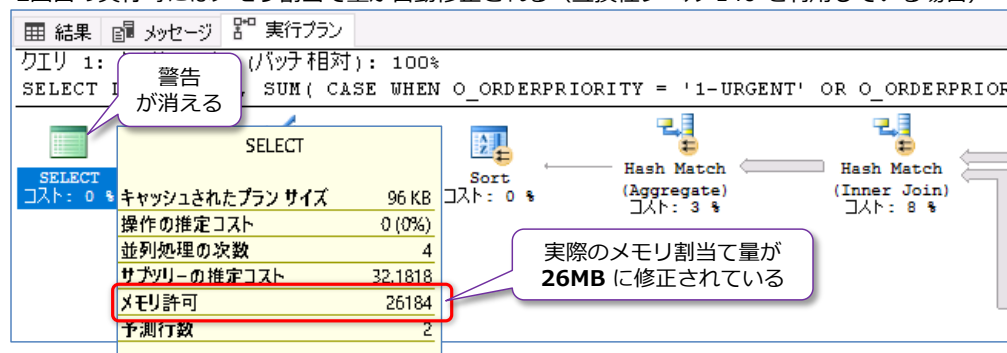 結果 メッセージ 実行プラン
クエリ 1: (バッチ相対): 100%
SELECT SUM( CASE WHEN O_ORDERPRIORITY = '1-URGENT' OR O_ORDERPRIOR
警告
が消える
SELECT
コスト: 0 %
SELECT
キャッシュされたプラン サイズ 96 KB
操作の推定コスト 0 (0%)
並列処理の次数 4
サブツリーの推定コスト 32.1818
メモリ許可 26184
予測行数 2
Sort
コスト: 0 %
Hash Match
(Aggregate)
コスト: 3 %
Hash Match
(Inner Join)
コスト: 8 %
実際のメモリ割当て量が
26MB に修正されている